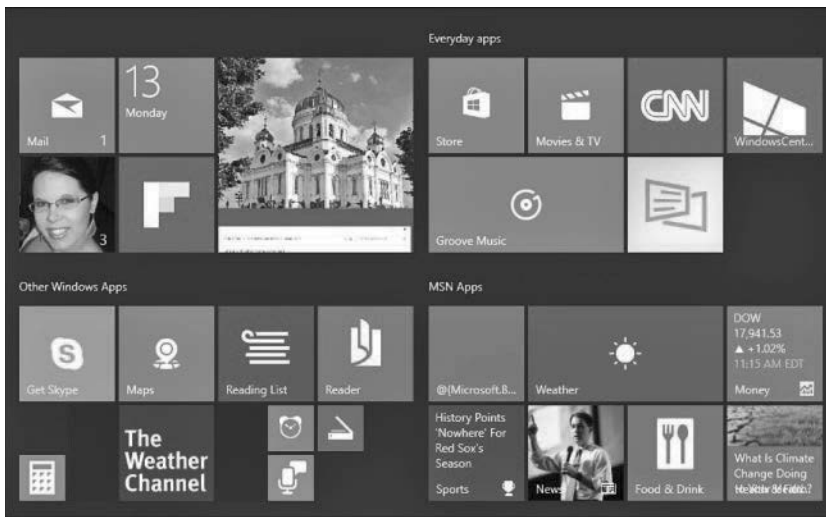 Everyday apps
Mail 1
13
Monday
Store
Movies & TV
CNN
WindowsCent...
3
Groove Music
Other Windows Apps
MSN Apps
Get Skype
Maps
Reading List
Reader
@{Microsoft.B...
Weather
DOW
17,941.53
▲ +1.02%
11:15 AM EDT
Money
The
Weather
Channel
History Points
'Nowhere' For
Red Sox's
Season
Sports
News
Food & Drink
What Is Climate
Change Doing